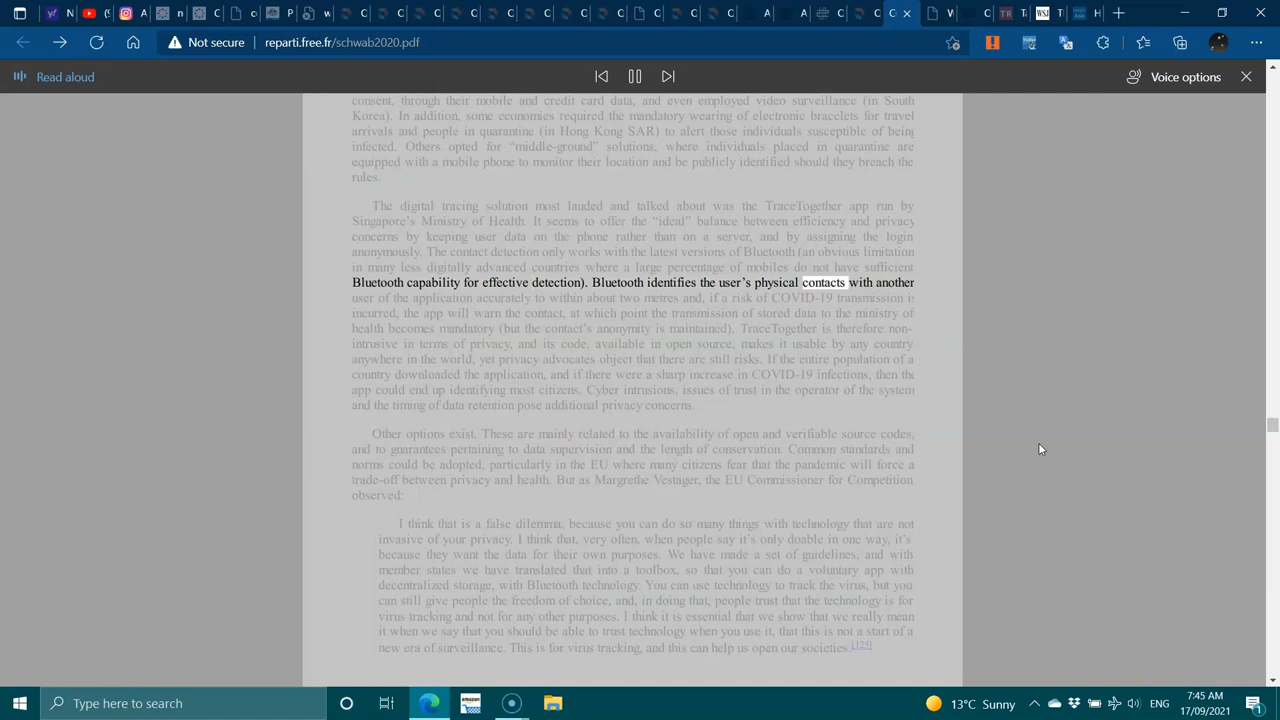 Not secure
reparti.free.fr/schwab2020.pdf
Read aloud
Voice options
consent, through their mobile and credit card data, and even employed video surveillance (in South
Korea). In addition, some economies required the mandatory wearing of electronic bracelets for travel
arrivals and people in quarantine (in Hong Kong SAR) to alert those individuals susceptible of being
infected. Others opted for “middle-ground” solutions, where individuals placed in quarantine are
equipped with a mobile phone to monitor their location and be publicly identified should they breach the
rules.
The digital tracing solution most lauded and talked about was the TraceTogether app run by
Singapore’s Ministry of Health. It seems to offer the “ideal” balance between efficiency and privacy
concerns by keeping user data on the phone rather than on a server, and by assigning the login
anonymously. The contact detection only works with the latest versions of Bluetooth (an obvious limitation
in many less digitally advanced countries where a large percentage of mobiles do not have sufficient
Bluetooth capability for effective detection). Bluetooth identifies the user’s physical contacts with another
user of the application accurately to within about two metres and, if a risk of COVID-19 transmission is
incurred, the app will warn the contact, at which point the transmission of stored data to the ministry of
health becomes mandatory (but the contact’s anonymity is maintained). TraceTogether is therefore non-
intrusive in terms of privacy, and its code, available in open source, makes it usable by any country
anywhere in the world, yet privacy advocates object that there are still risks. If the entire population of a
country downloaded the application, and if there were a sharp increase in COVID-19 infections, then the
app could end up identifying most citizens. Cyber intrusions, issues of trust in the operator of the system
and the timing of data retention pose additional privacy concerns.
Other options exist. These are mainly related to the availability of open and verifiable source codes,
and to guarantees pertaining to data supervision and the length of conservation. Common standards and
norms could be adopted, particularly in the EU where many citizens fear that the pandemic will force a
trade-off between privacy and health. But as Margrethe Vestager, the EU Commissioner for Competition,
observed:
I think that is a false dilemma, because you can do so many things with technology that are not
invasive of your privacy. I think that, very often, when people say it’s only doable in one way, it’s
because they want the data for their own purposes. We have made a set of guidelines, and with
member states we have translated that into a toolbox, so that you can do a voluntary app with
decentralized storage, with Bluetooth technology. You can use technology to track the virus, but you
can still give people the freedom of choice, and, in doing that, people trust that the technology is for
virus tracking and not for any other purposes. I think it is essential that we show that we really mean
it when we say that you should be able to trust technology when you use it, that this is not a start of a
new era of surveillance. This is for virus tracking, and this can help us open our societies.[125]
Type here to search
amazon
13°C Sunny
ENG
7:45 AM
17/09/2021